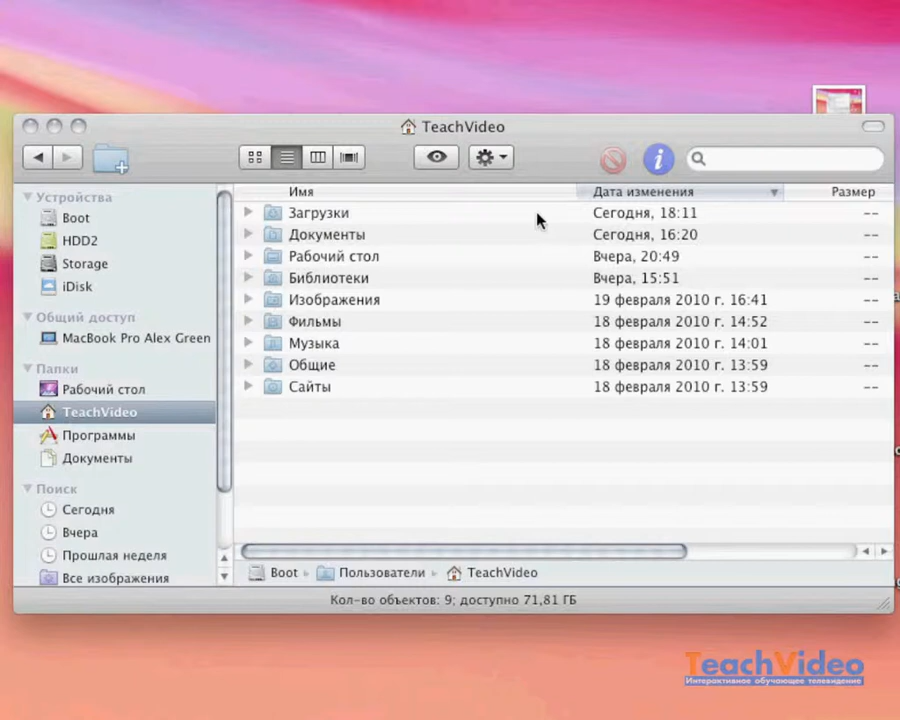 TeachVideo
Имя Дата изменения Размер
Устройства
Boot
HDD2
Storage
iDisk
Общий доступ
MacBook Pro Alex Green
Папки
Рабочий стол
TeachVideo
Программы
Документы
Поиск
Сегодня
Вчера
Прошлая неделя
Все изображения
Загрузки Сегодня, 18:11 --
Документы Сегодня, 16:20 --
Рабочий стол Вчера, 20:49 --
Библиотеки Вчера, 15:51 --
Изображения 19 февраля 2010 г. 16:41 --
Фильмы 18 февраля 2010 г. 14:52 --
Музыка 18 февраля 2010 г. 14:01 --
Общие 18 февраля 2010 г. 13:59 --
Сайты 18 февраля 2010 г. 13:59 --
Boot Пользователи TeachVideo
Кол-во объектов: 9; доступно 71,81 ГБ
TeachVideo
Интерактивное обучающее телевидение